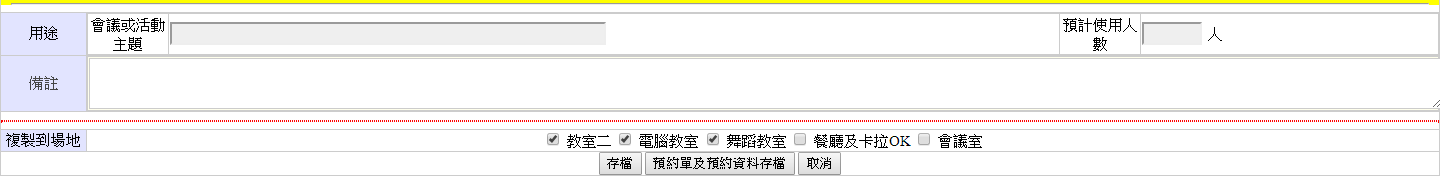 用途 會議或活動主題 預計使用人數 人
備註
複製到場地 教室二 電腦教室 舞蹈教室 餐廳及卡拉OK 會議室
存檔 預約單及預約資料存檔 取消